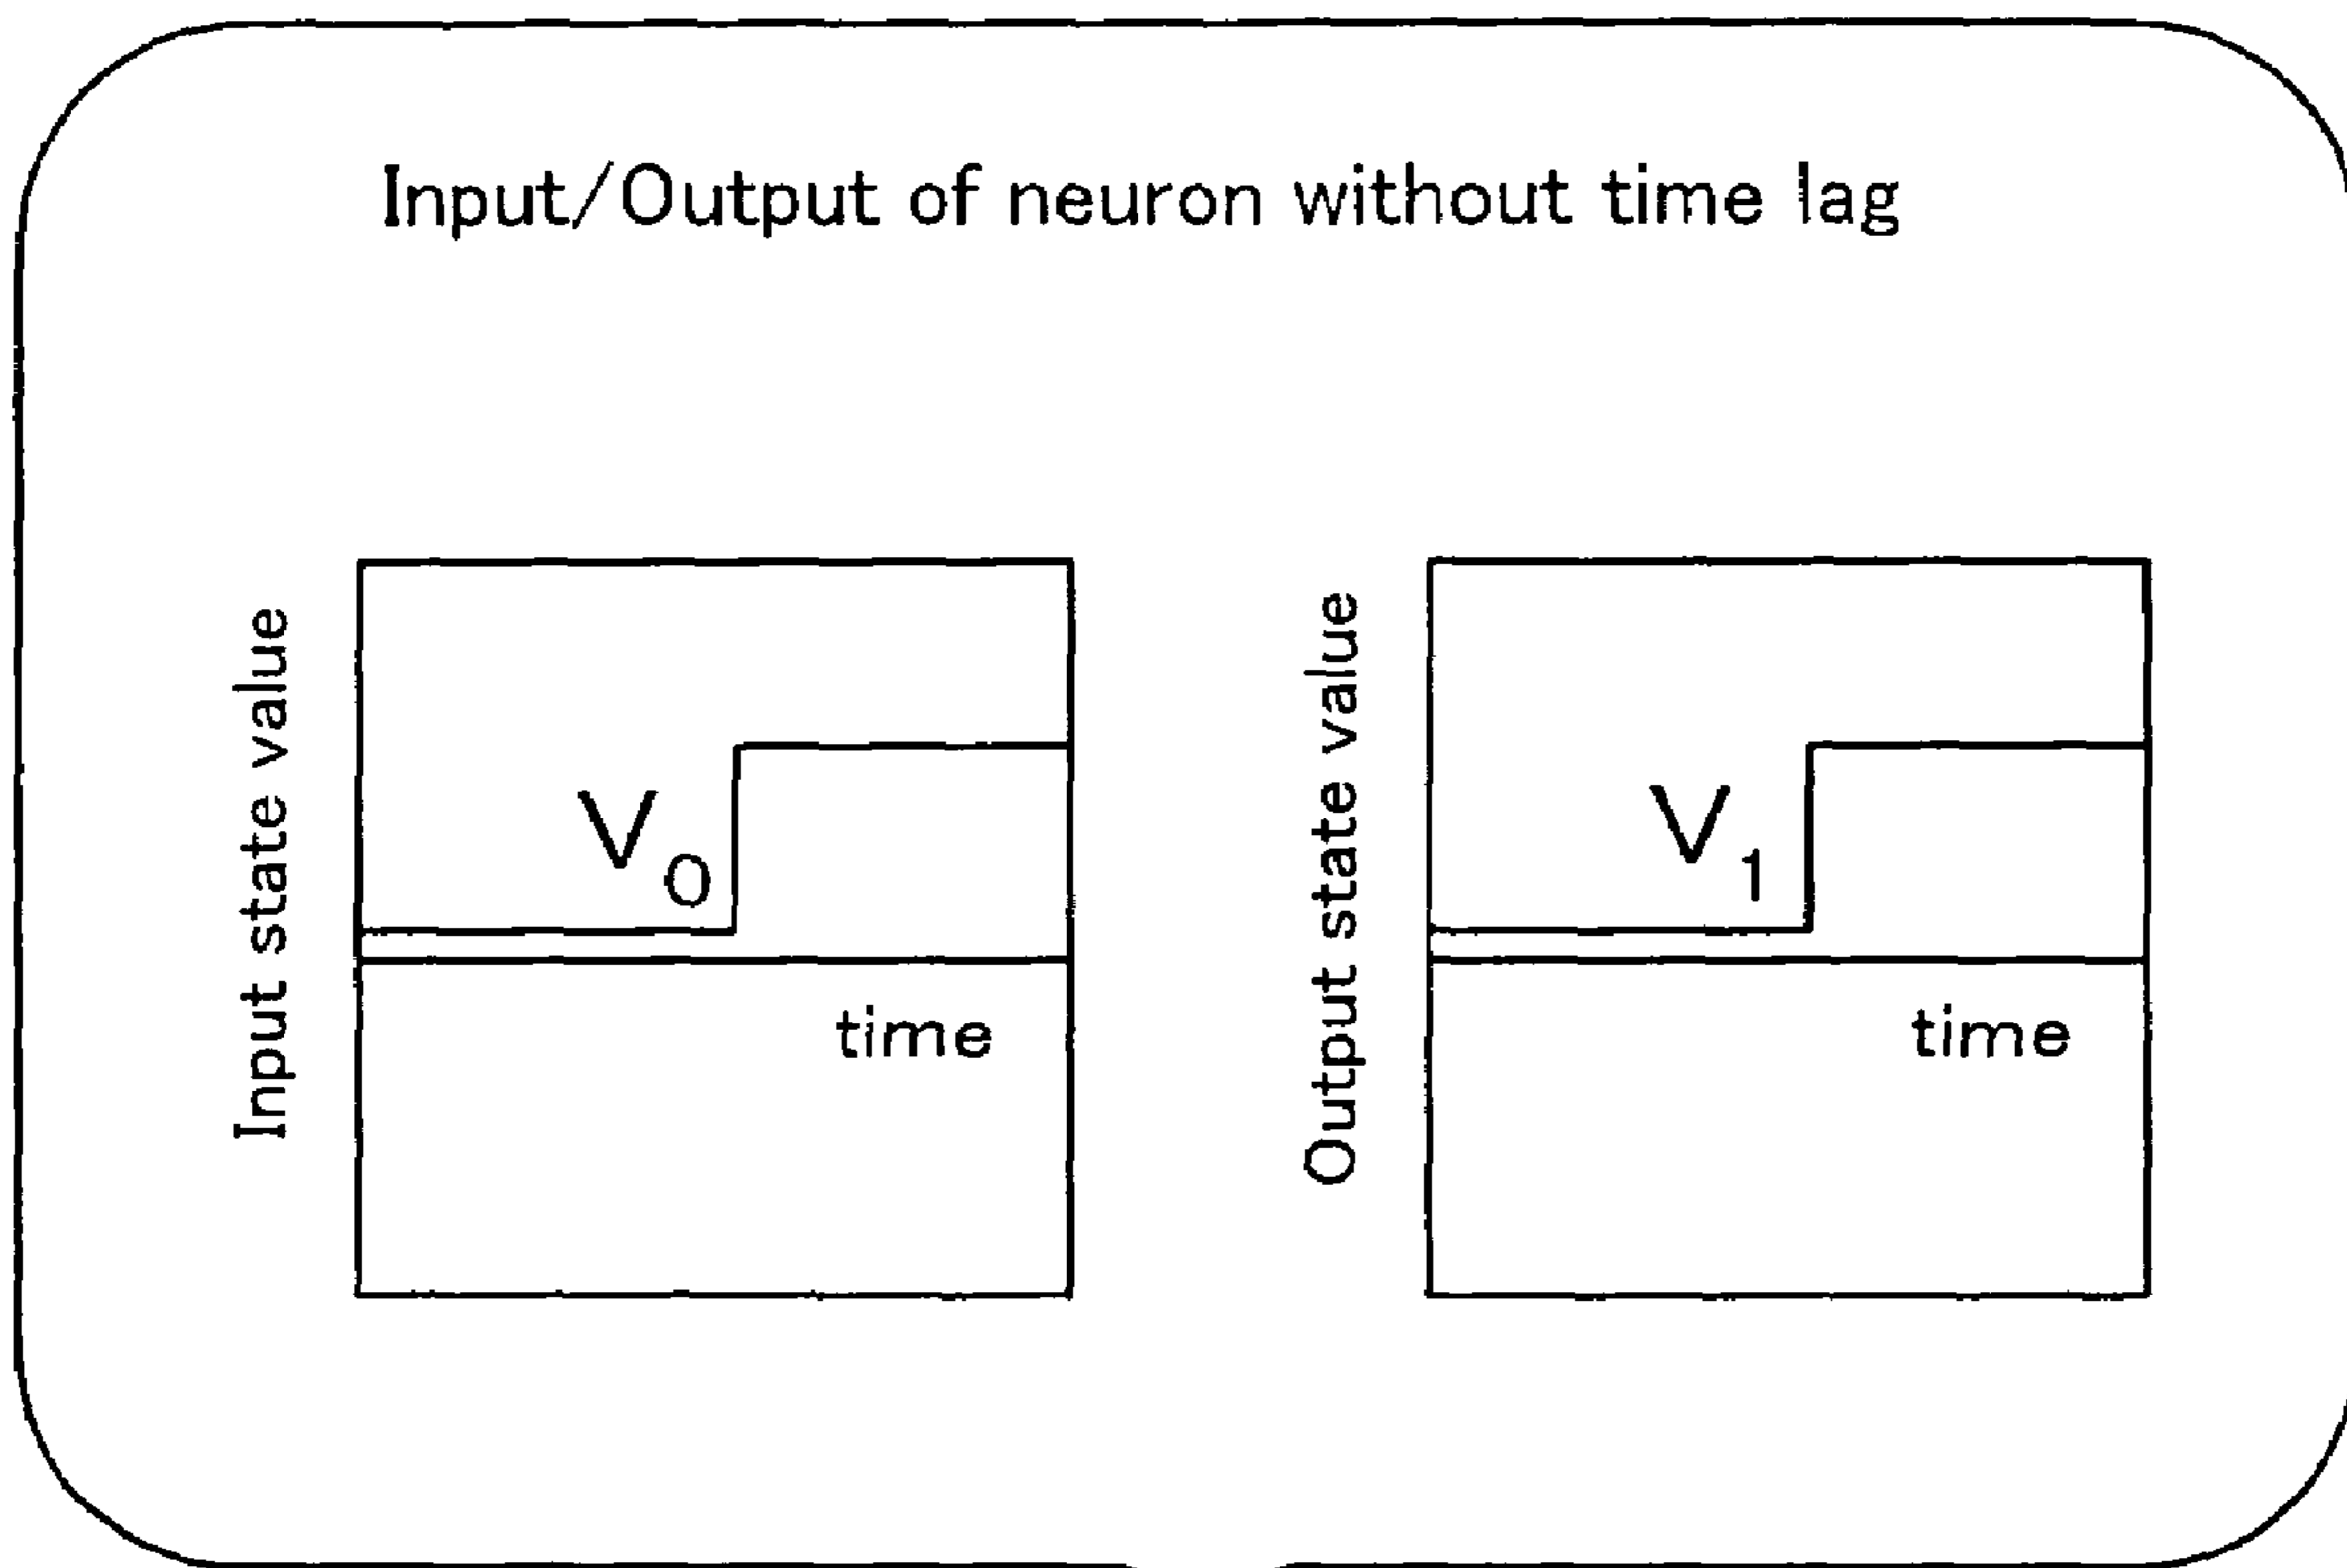 Input/Output of neuron without time lag
Input state value
V₀
time
Output state value
V₁
time